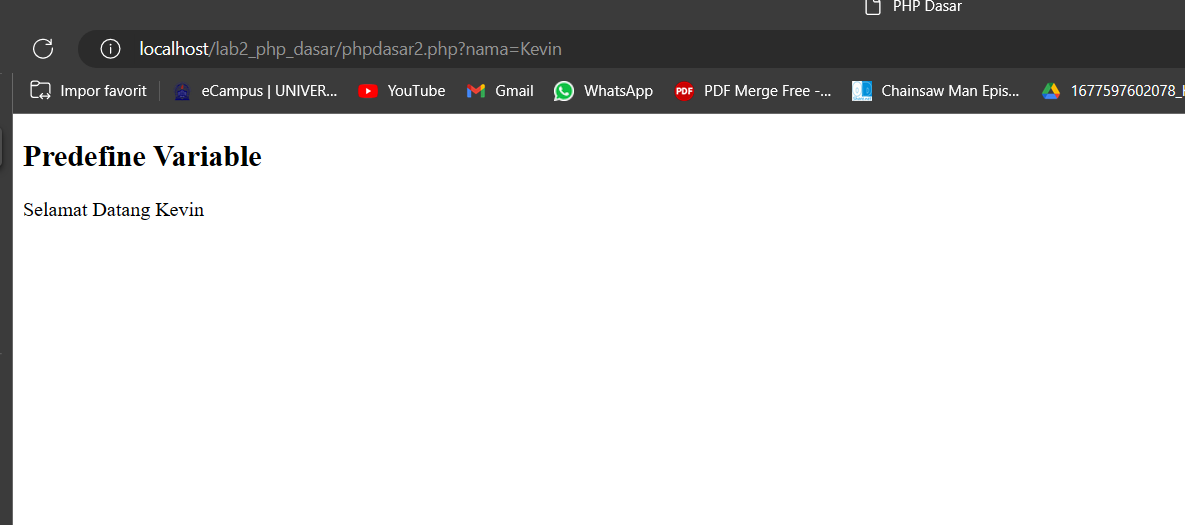 PHP Dasar
localhost/lab2_php_dasar/phpdasar2.php?nama=Kevin
Impor favorit eCampus | UNIVER... YouTube Gmail WhatsApp PDF PDF Merge Free -... Chainsaw Man Epis... 1677597602078_
Predefine Variable
Selamat Datang Kevin